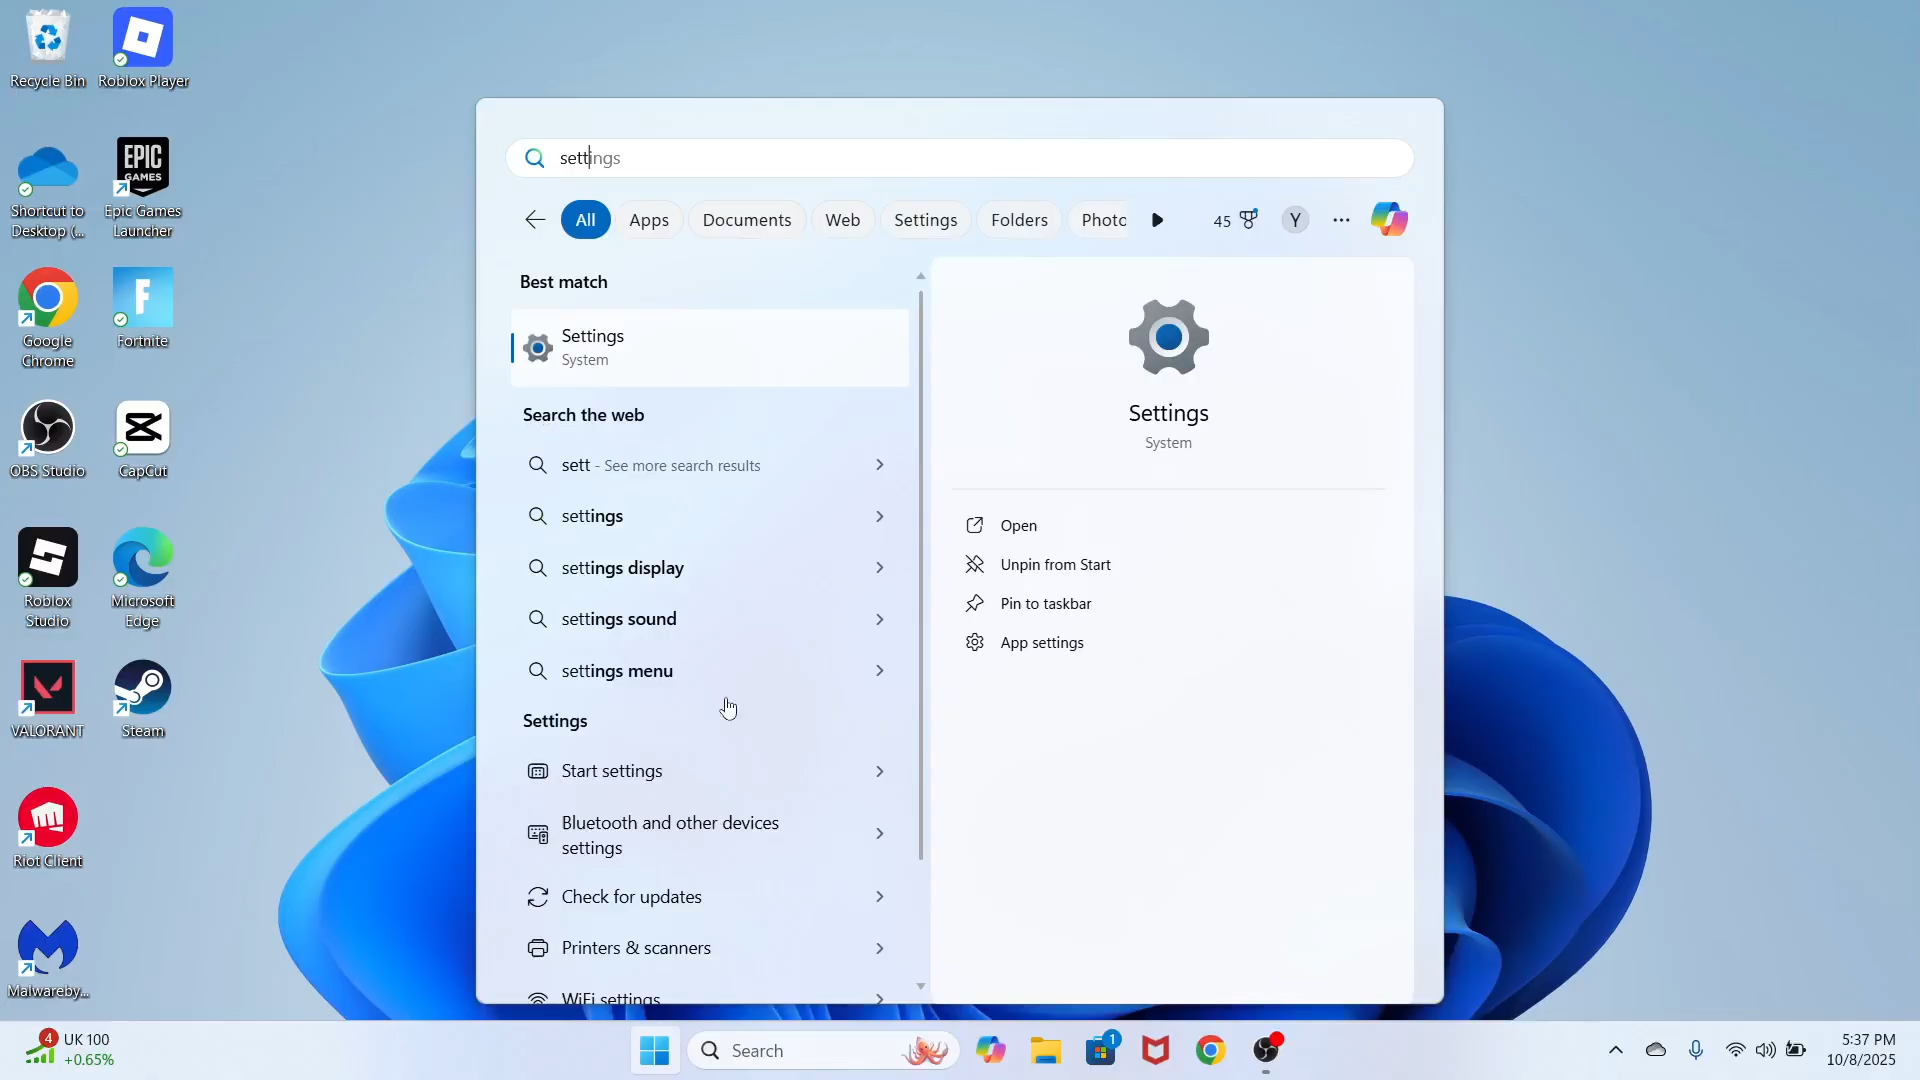 Recycle Bin
Roblox Player
Shortcut to
Desktop (...
EPIC
GAMES
Epic Games
Launcher
Google
Chrome
Fortnite
OBS Studio
CapCut
Roblox
Studio
Microsoft
Edge
VALORANT
Steam
Riot Client
Malwareby...
settings
All
Apps
Documents
Web
Settings
Folders
Photo
45
Y
Best match
Settings
System
Search the web
sett - See more search results
settings
settings display
settings sound
settings menu
Settings
Start settings
Bluetooth and other devices
settings
Check for updates
Printers & scanners
WiFi settings
Settings
System
Open
Unpin from Start
Pin to taskbar
App settings
4
UK 100
+0.65%
Search
1
5:37 PM
10/8/2025